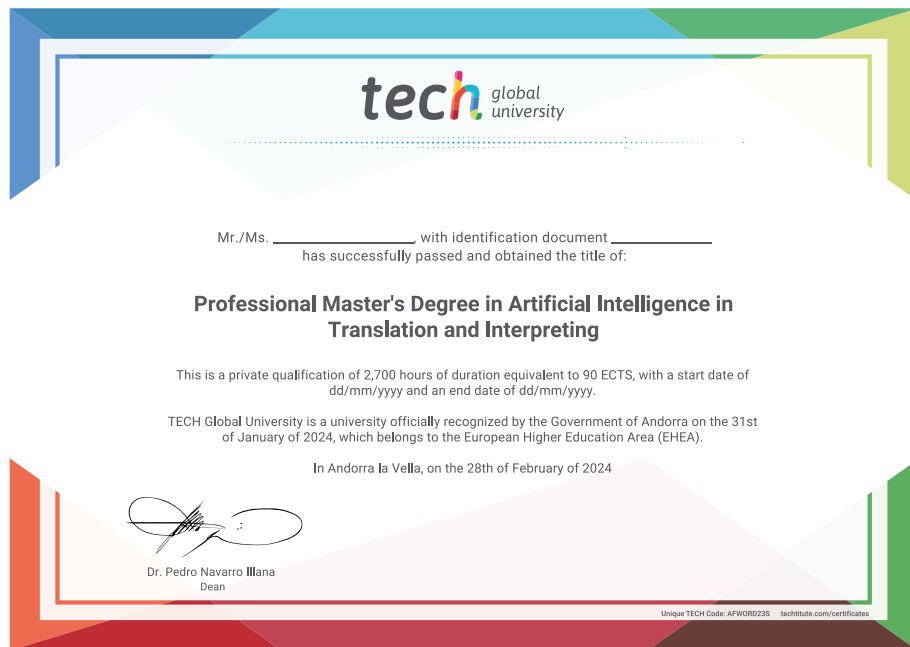 tech global
university
Mr./Ms. ________________, with identification document ____________
has successfully passed and obtained the title of:
Professional Master's Degree in Artificial Intelligence in
Translation and Interpreting
This is a private qualification of 2,700 hours of duration equivalent to 90 ECTS, with a start date of
dd/mm/yyyy and an end date of dd/mm/yyyy.
TECH Global University is a university officially recognized by the Government of Andorra on the 31st
of January of 2024, which belongs to the European Higher Education Area (EHEA).
In Andorra la Vella, on the 28th of February of 2024
Dr. Pedro Navarro Illana
Dean
Unique TECH Code: AFWORD23S techtitute.com/certificates